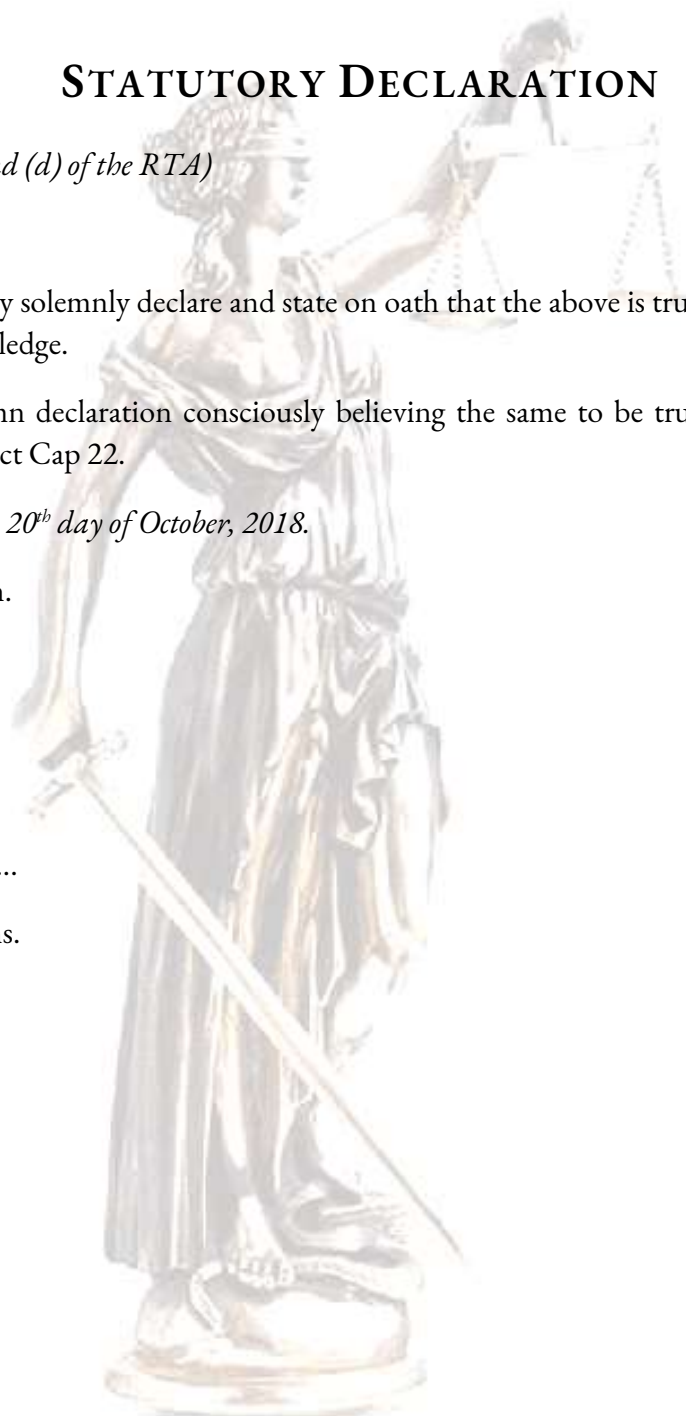 STATUTORY DECLARATION
d (d) of the RTA)
y solemnly declare and state on oath that the above is tru
ledge.
nn declaration consciously believing the same to be tru
ct Cap 22.
20th day of October, 2018.
n.
...
ns.